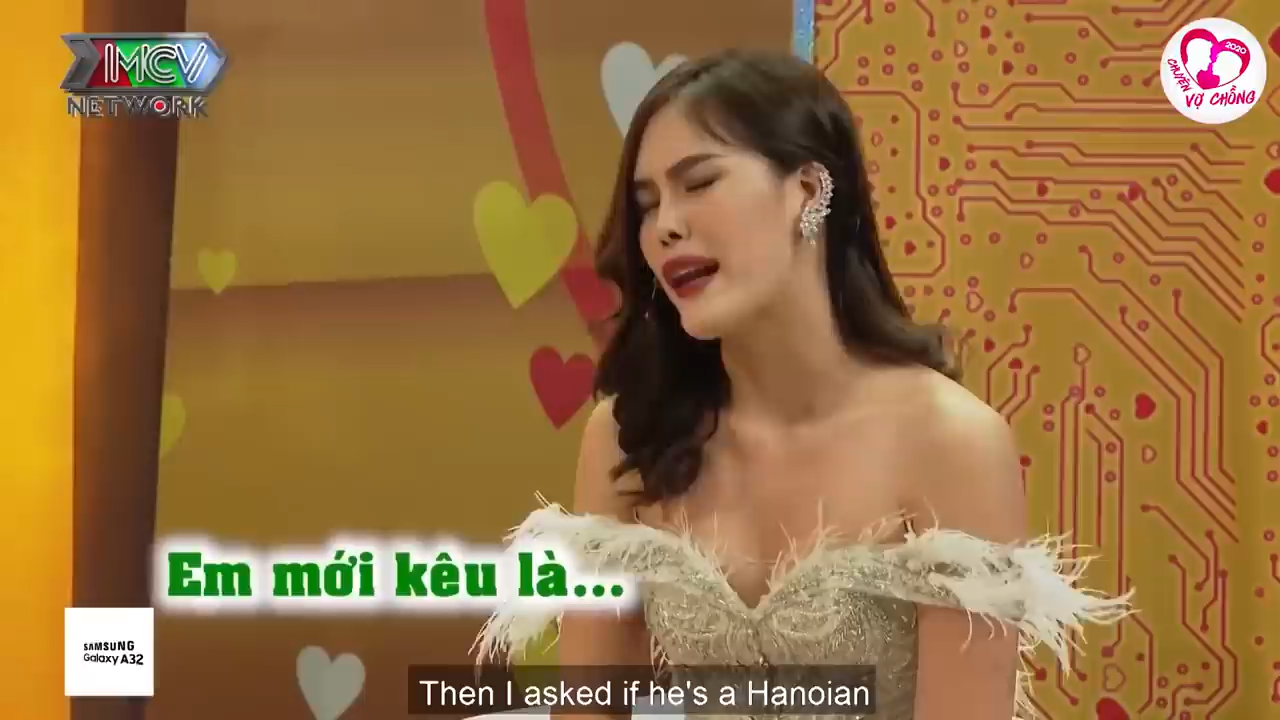 MCV
NETWORK
2020
CHUYỆN
VỢ CHỒNG
Em mới kêu là...
SAMSUNG
Galaxy A32
Then I asked if he's a Hanoian